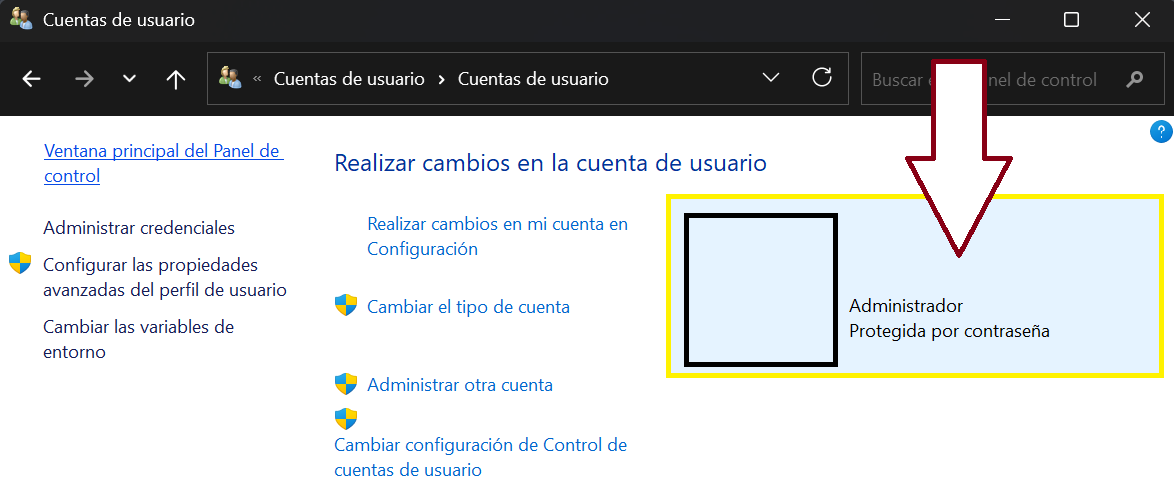 Cuentas de usuario
« Cuentas de usuario › Cuentas de usuario
Buscar e nel de control
Ventana principal del Panel de
control
Realizar cambios en la cuenta de usuario
Administrar credenciales
Configurar las propiedades
avanzadas del perfil de usuario
Cambiar las variables de
entorno
Realizar cambios en mi cuenta en
Configuración
Cambiar el tipo de cuenta
Administrar otra cuenta
Cambiar configuración de Control de
cuentas de usuario
Administrador
Protegida por contraseña
?